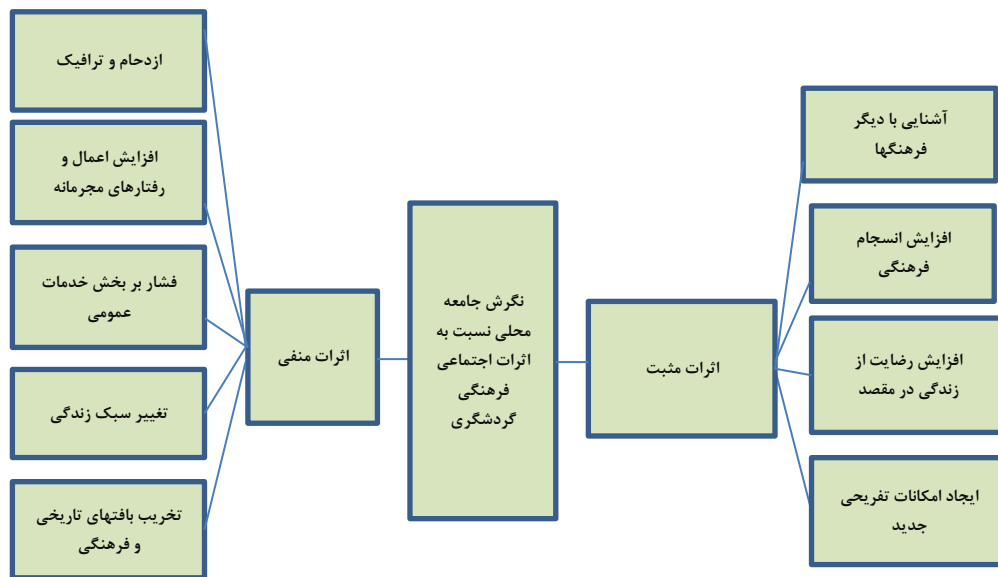 آشنایی با دیگر
فرهنگها
افزایش انسجام
فرهنگی
افزایش رضایت از
زندگی در مقصد
ایجاد امکانات تفریحی
جدید
اثرات مثبت
نگرش جامعه
محلی نسبت به
اثرات اجتماعی
فرهنگی
گردشگری
اثرات منفی
ازدحام و ترافیک
افزایش اعمال و
رفتارهای مجرمانه
فشار بر بخش خدمات
عمومی
تغییر سبک زندگی
تخریب بافتهای تاریخی
و فرهنگی